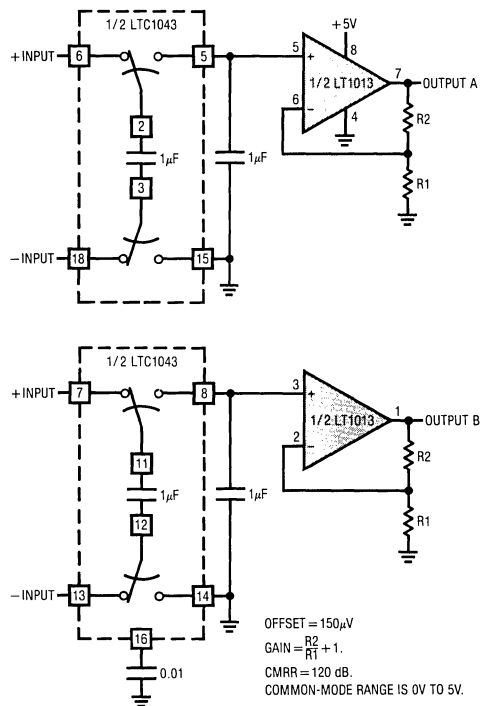 1/2 LTC1043
+INPUT 6 5
2
1µF
3
1µF
−INPUT 18 15
5 +
6 −
1/2 LT1013
+5V
8
4
7 OUTPUT A
R2
R1
1/2 LTC1043
+INPUT 7 8
11
1µF
12
1µF
−INPUT 13 14
16
0.01
3 +
2 −
1/2 LT1013
1 OUTPUT B
R2
R1
OFFSET = 150µV
GAIN = R2/R1 + 1.
CMRR = 120 dB.
COMMON-MODE RANGE IS 0V TO 5V.